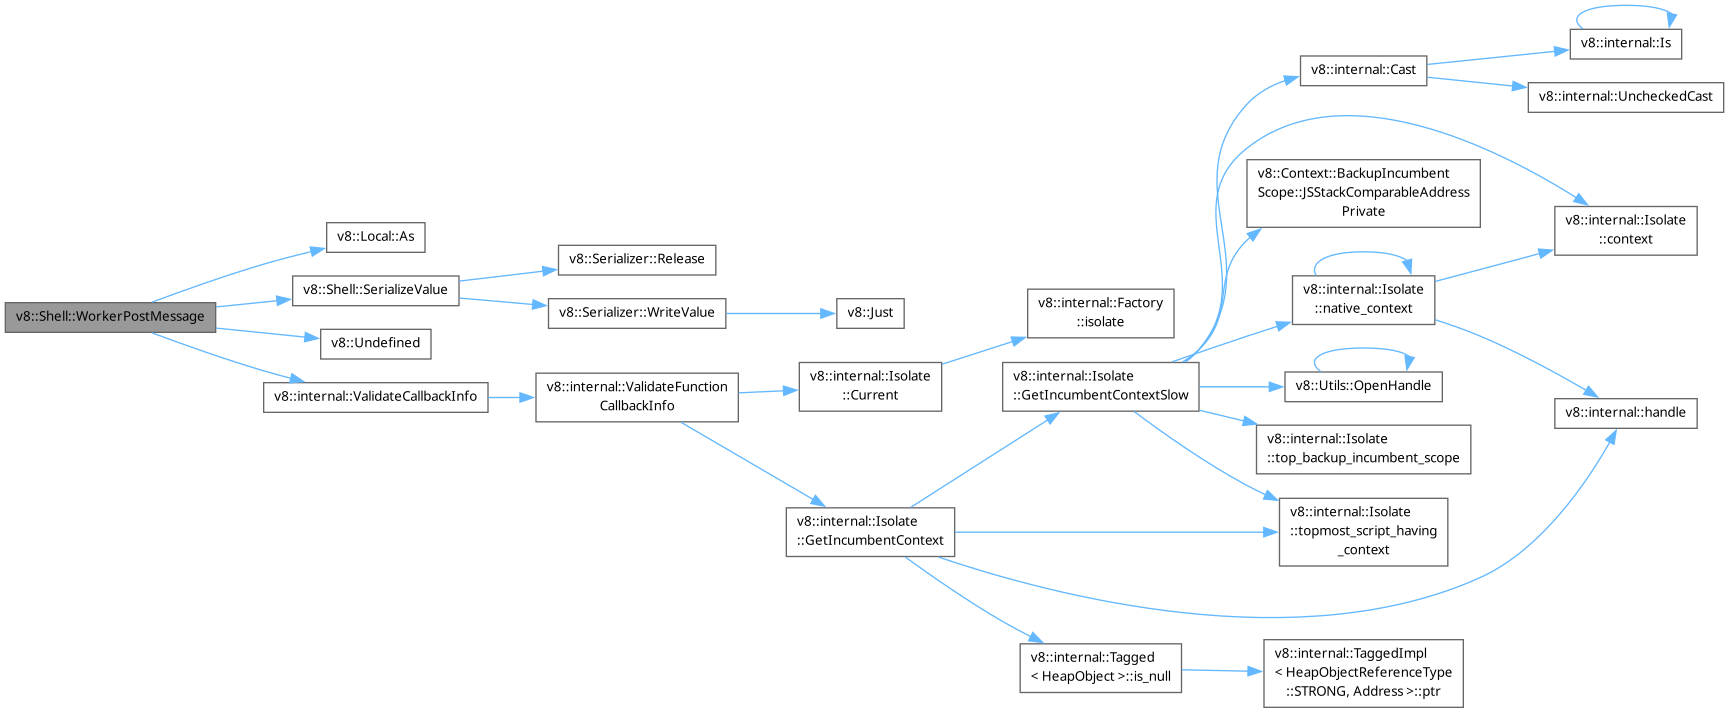 v8::Shell::WorkerPostMessage
v8::Local::As
v8::Shell::SerializeValue
v8::Undefined
v8::internal::ValidateCallbackInfo
v8::Serializer::Release
v8::Serializer::WriteValue
v8::internal::ValidateFunction
CallbackInfo
v8::Just
v8::internal::Isolate
::Current
v8::internal::Isolate
::GetIncumbentContext
v8::internal::Factory
::isolate
v8::internal::Isolate
::GetIncumbentContextSlow
v8::internal::Tagged
< HeapObject >::is_null
v8::internal::Cast
v8::Context::BackupIncumbent
Scope::JSStackComparableAddress
Private
v8::internal::Isolate
::native_context
v8::Utils::OpenHandle
v8::internal::Isolate
::top_backup_incumbent_scope
v8::internal::Isolate
::topmost_script_having
_context
v8::internal::TaggedImpl
< HeapObjectReferenceType
::STRONG, Address >::ptr
v8::internal::Is
v8::internal::UncheckedCast
v8::internal::Isolate
::context
v8::internal::handle